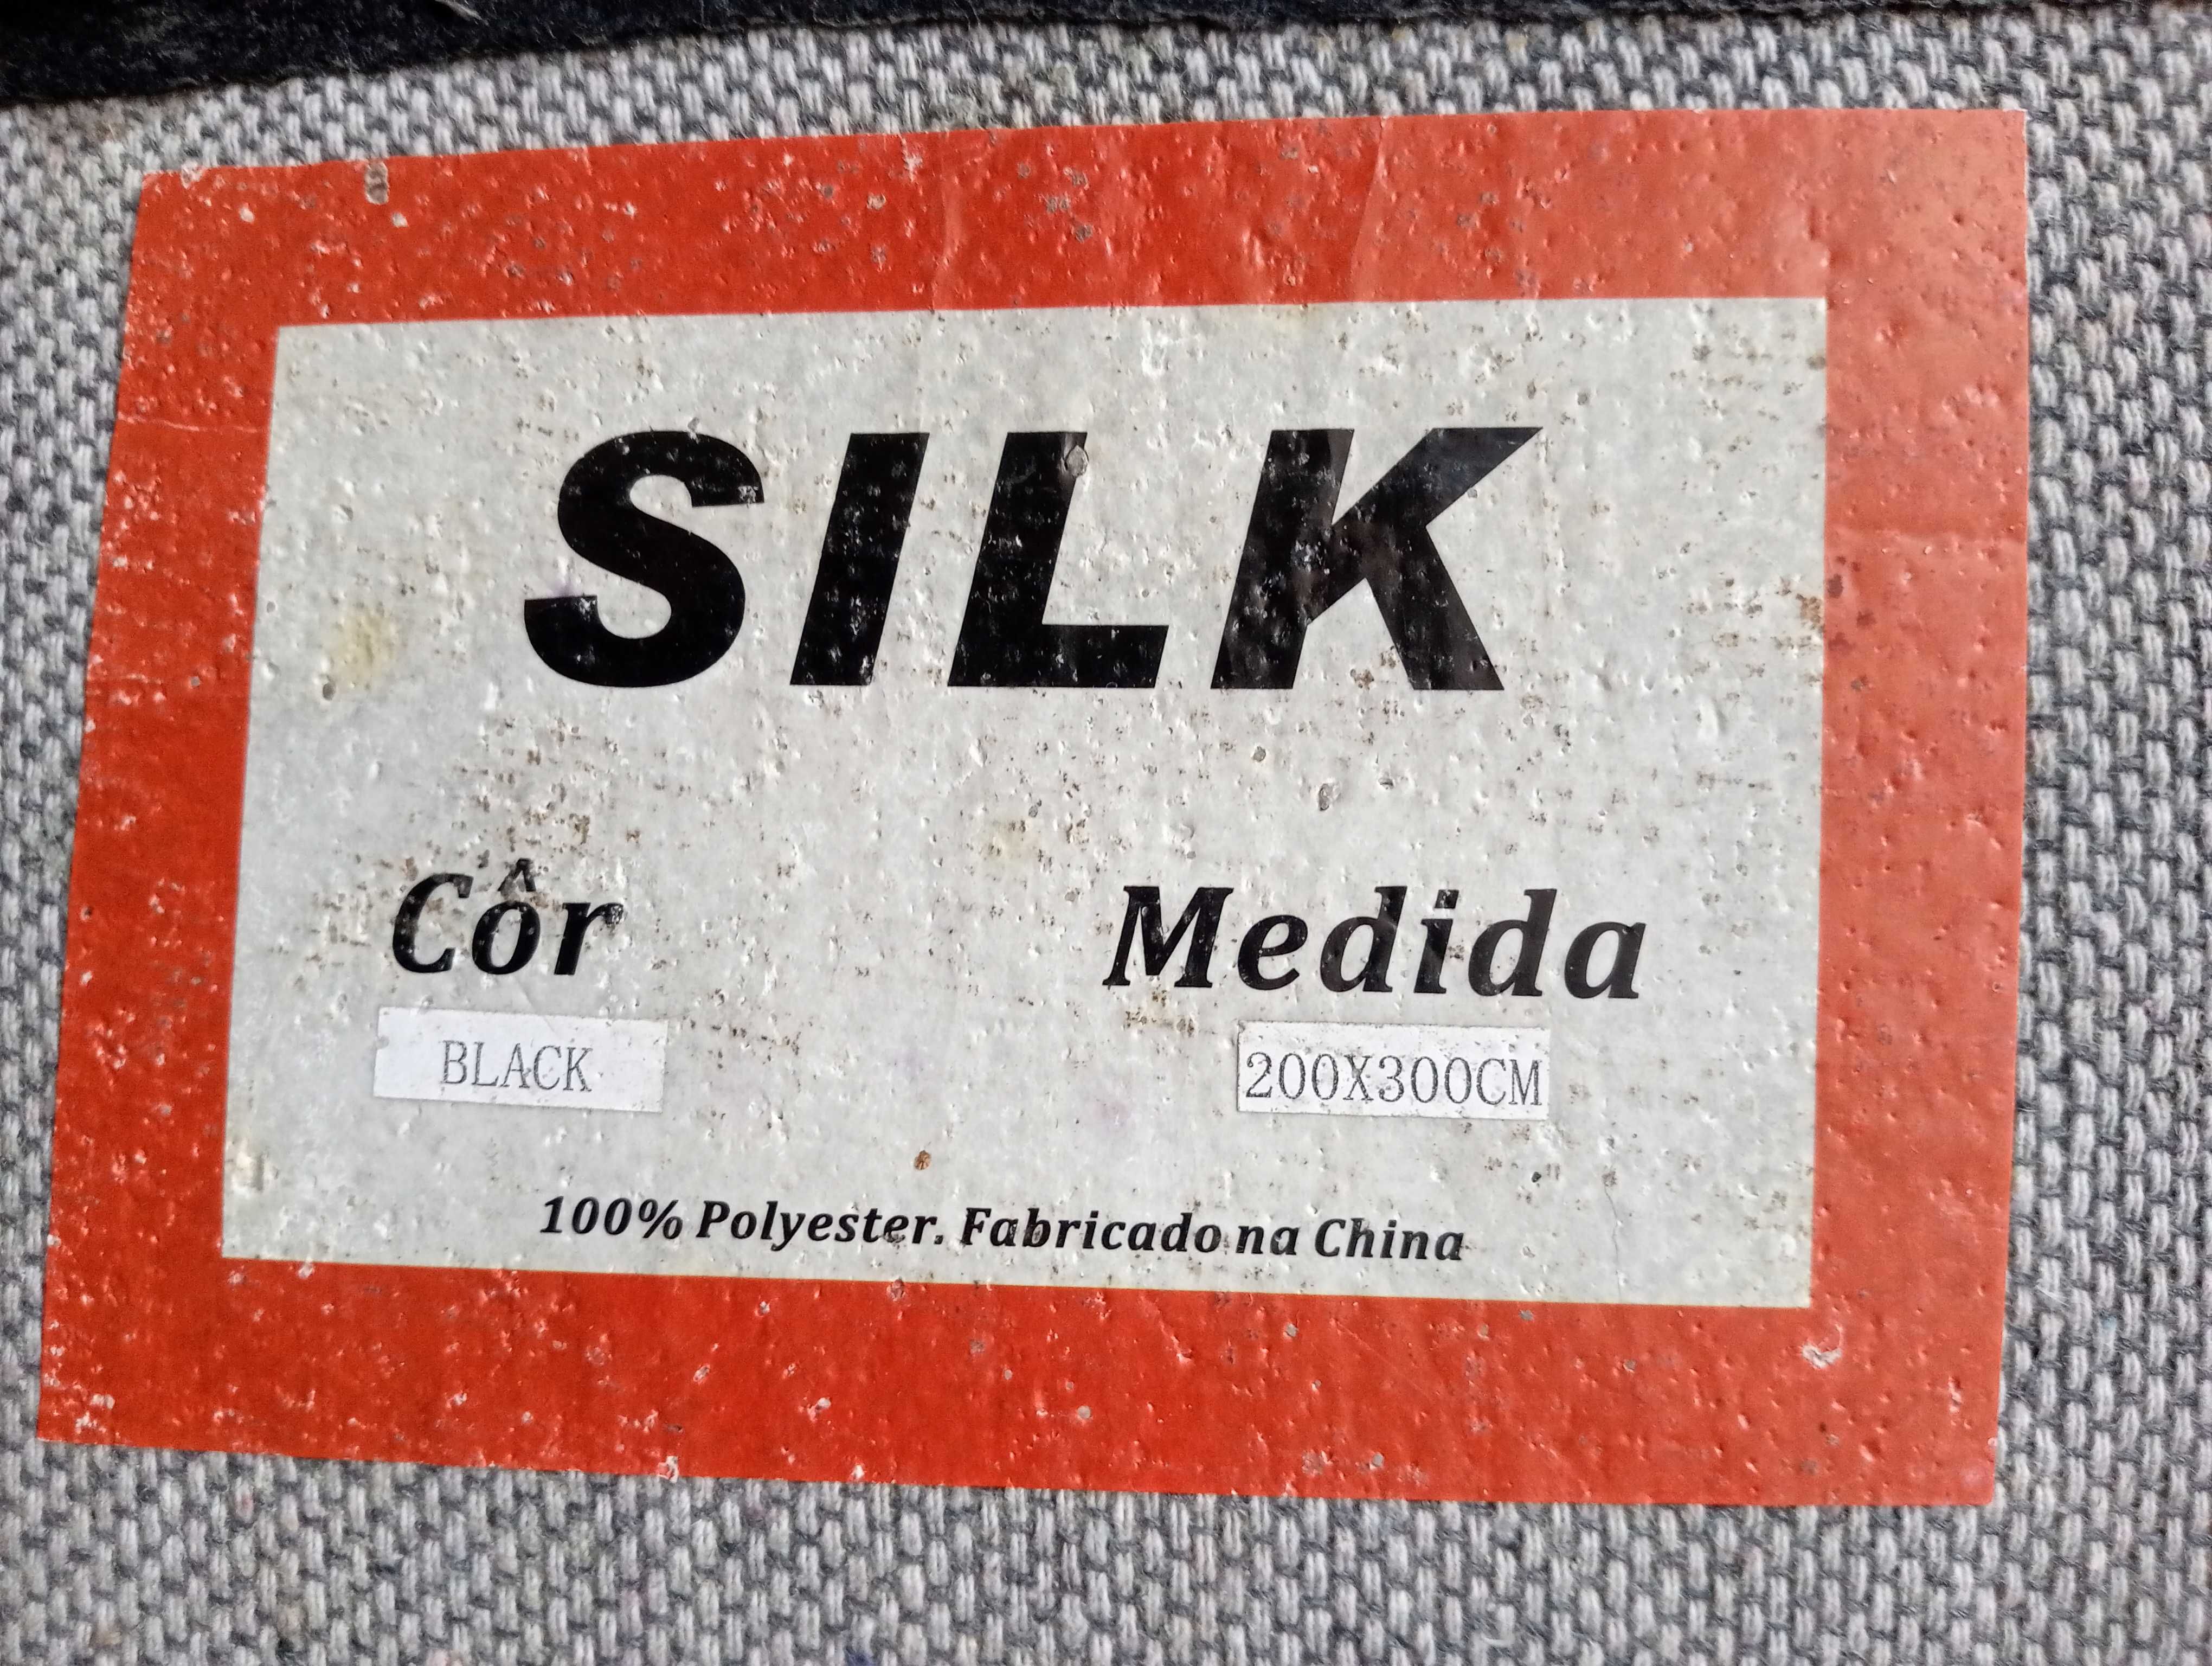 SILK
Côr Medida
BLACK 200X300CM
100% Polyester. Fabricado na China